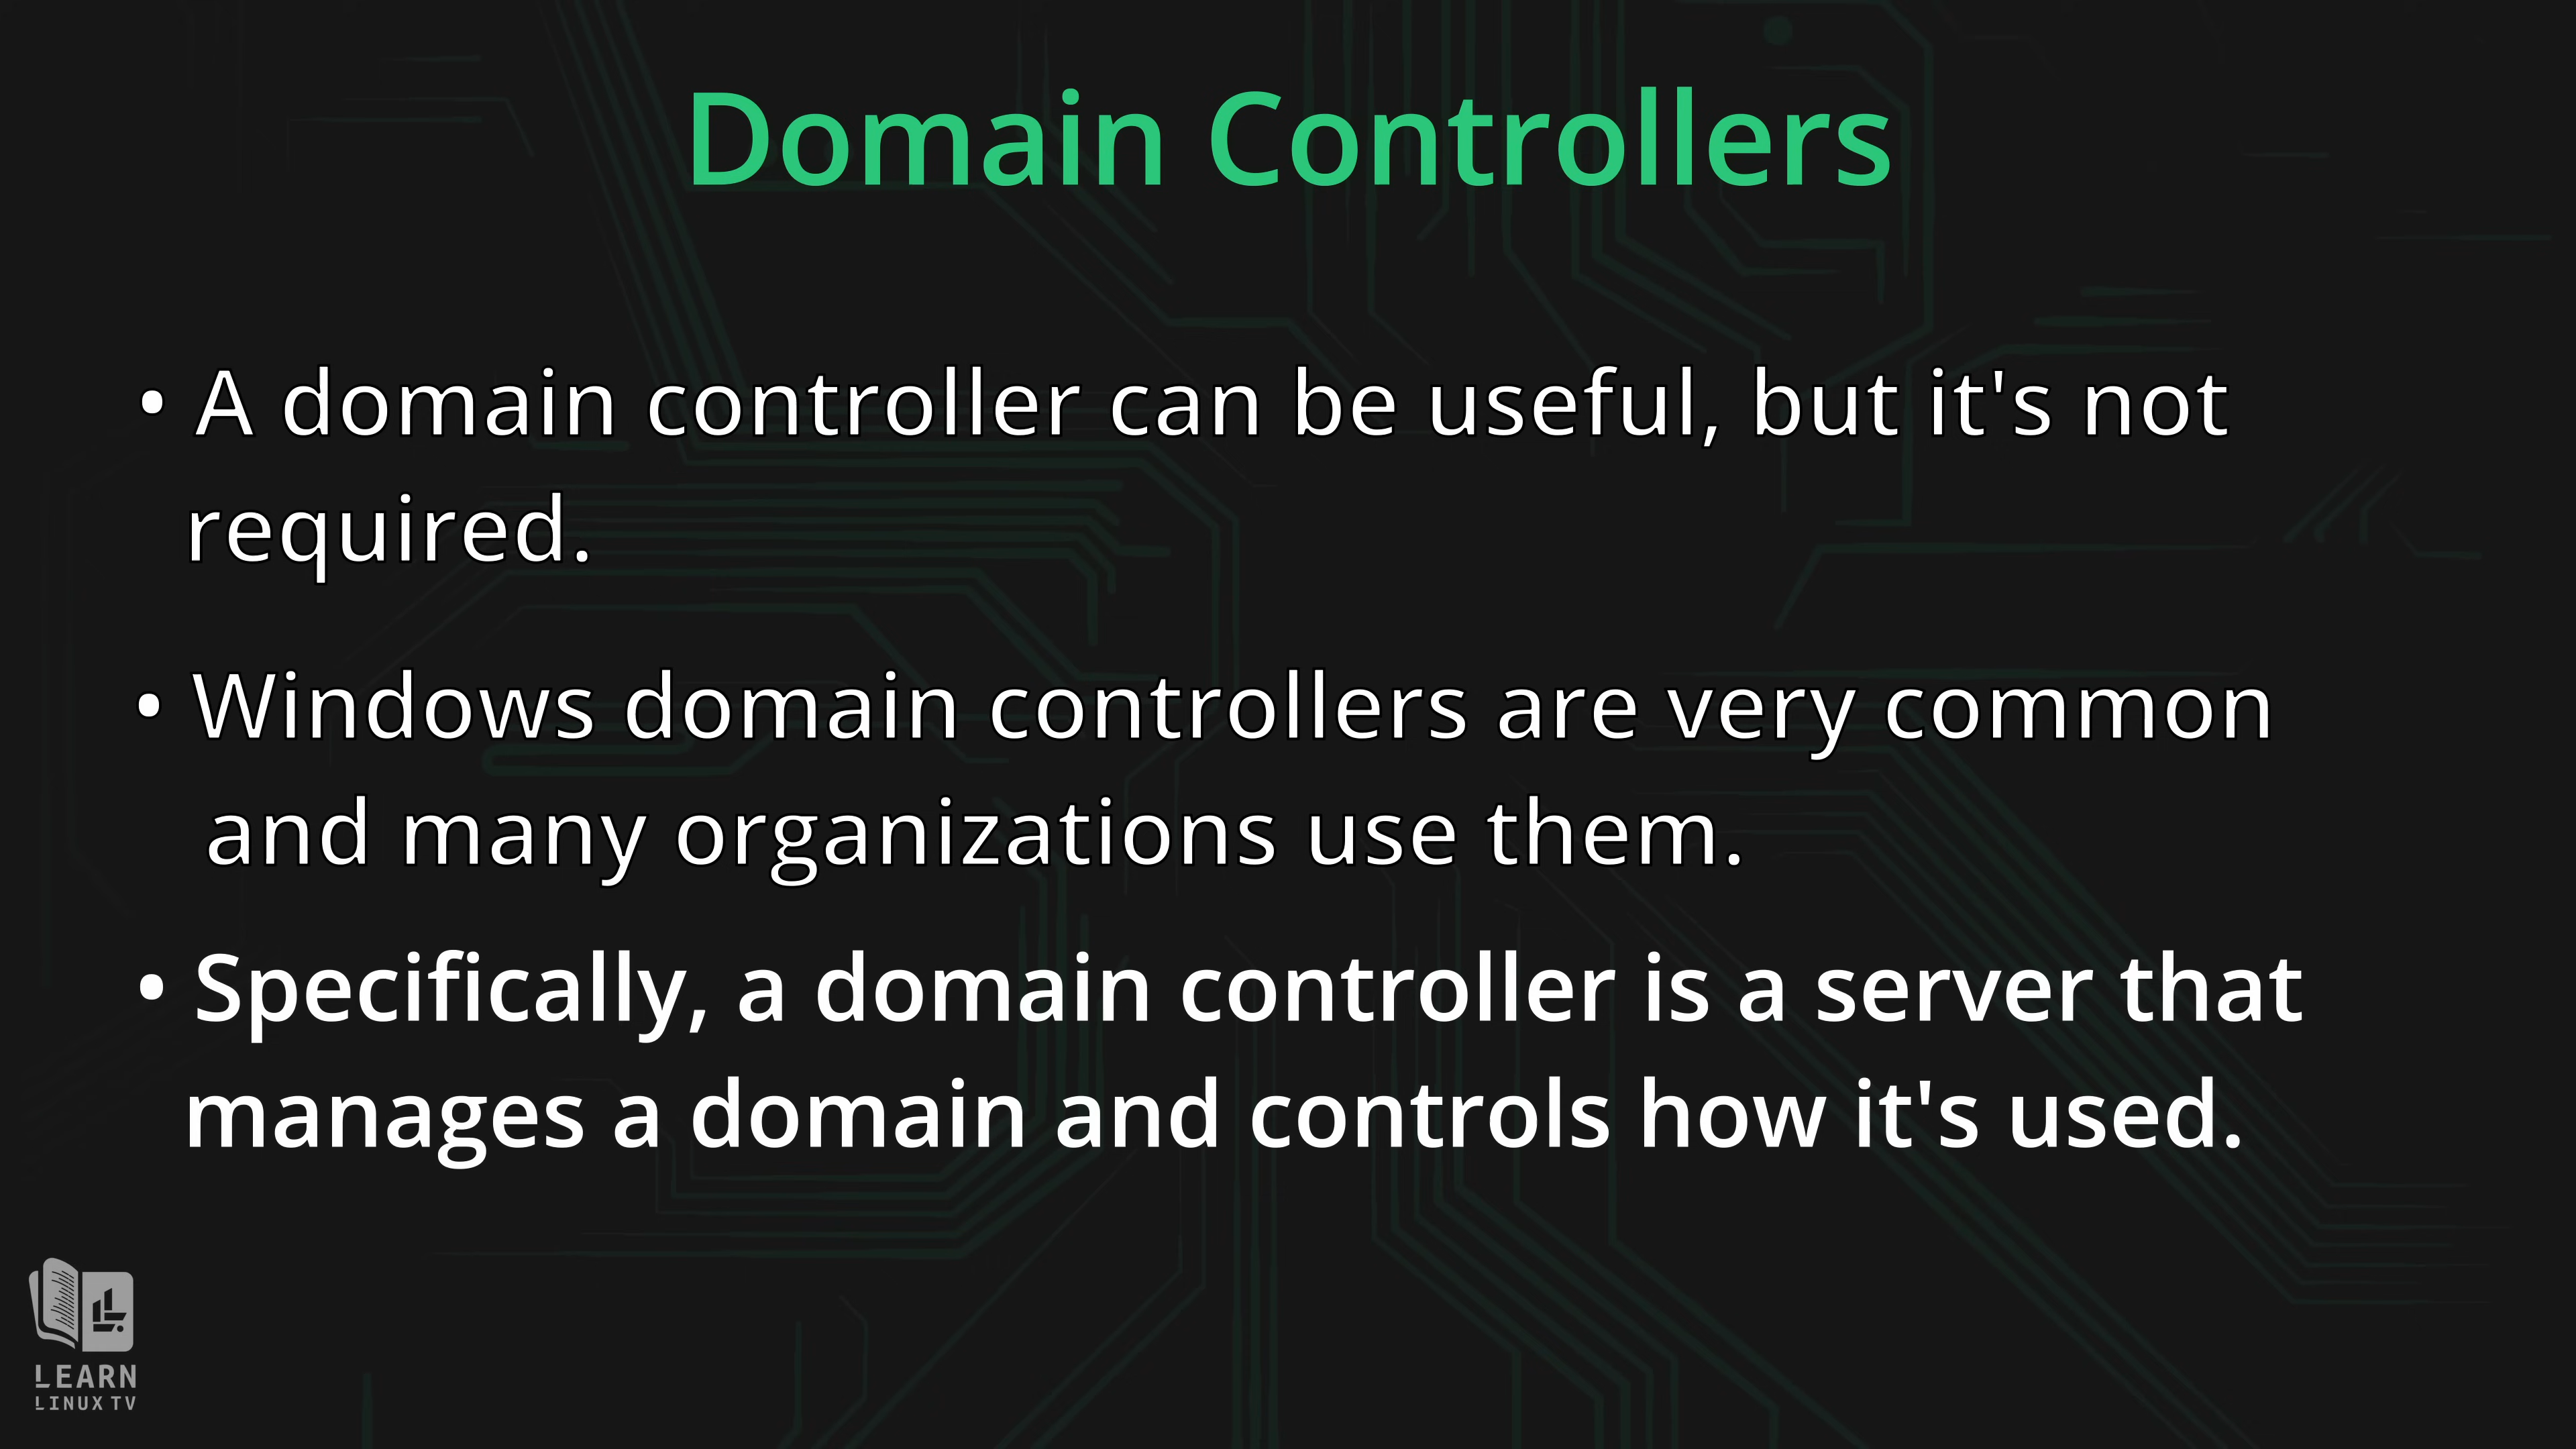 Domain Controllers
• A domain controller can be useful, but it's not
required.
• Windows domain controllers are very common
and many organizations use them.
• Specifically, a domain controller is a server that
manages a domain and controls how it's used.
LEARN
LINUX TV